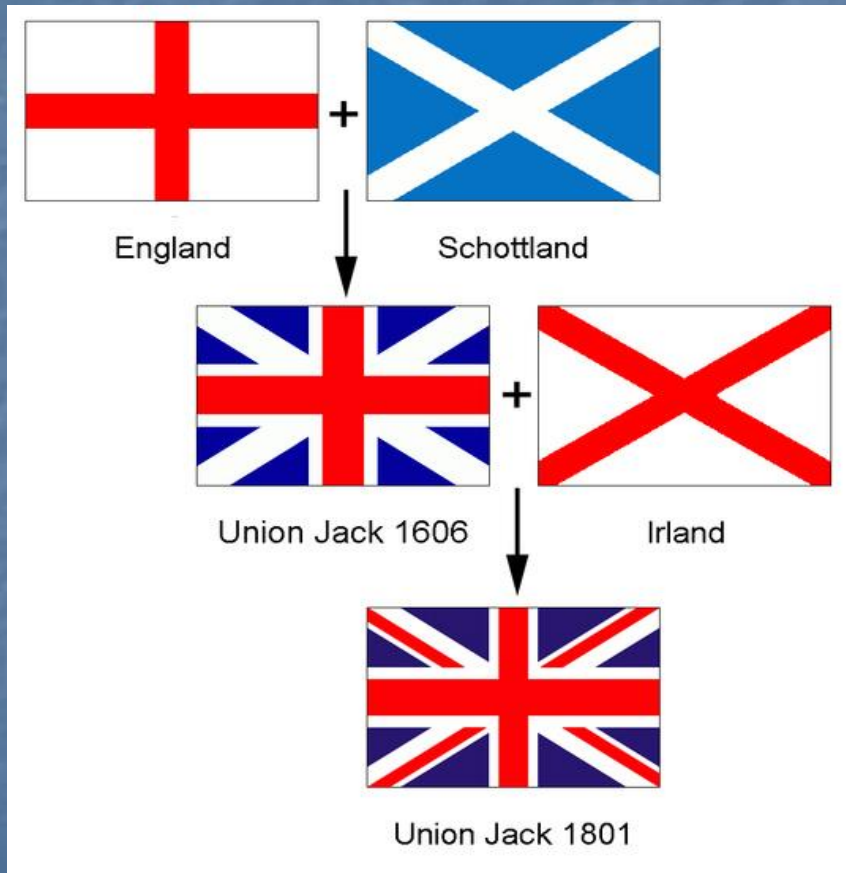 +
England
Schottland
+
Union Jack 1606
Irland
Union Jack 1801